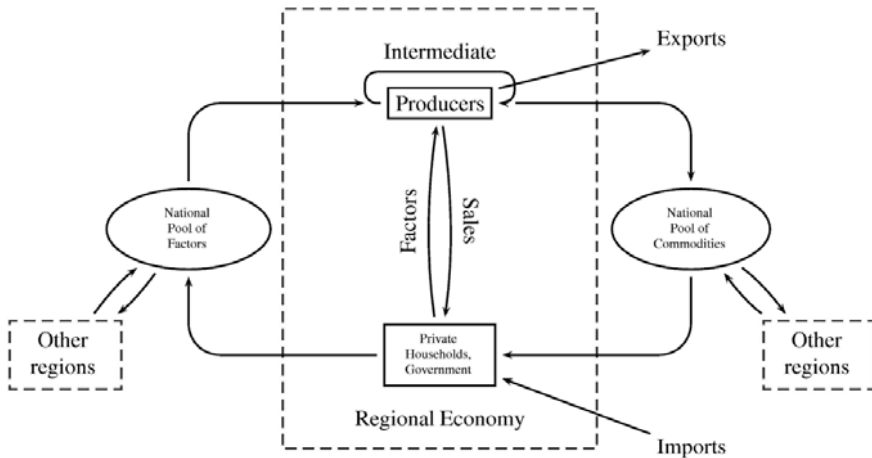 Exports
Intermediate
Producers
National
Pool of
Factors
Factors
Sales
National
Pool of
Commodities
Other
regions
Private
Households,
Government
Other
regions
Regional Economy
Imports